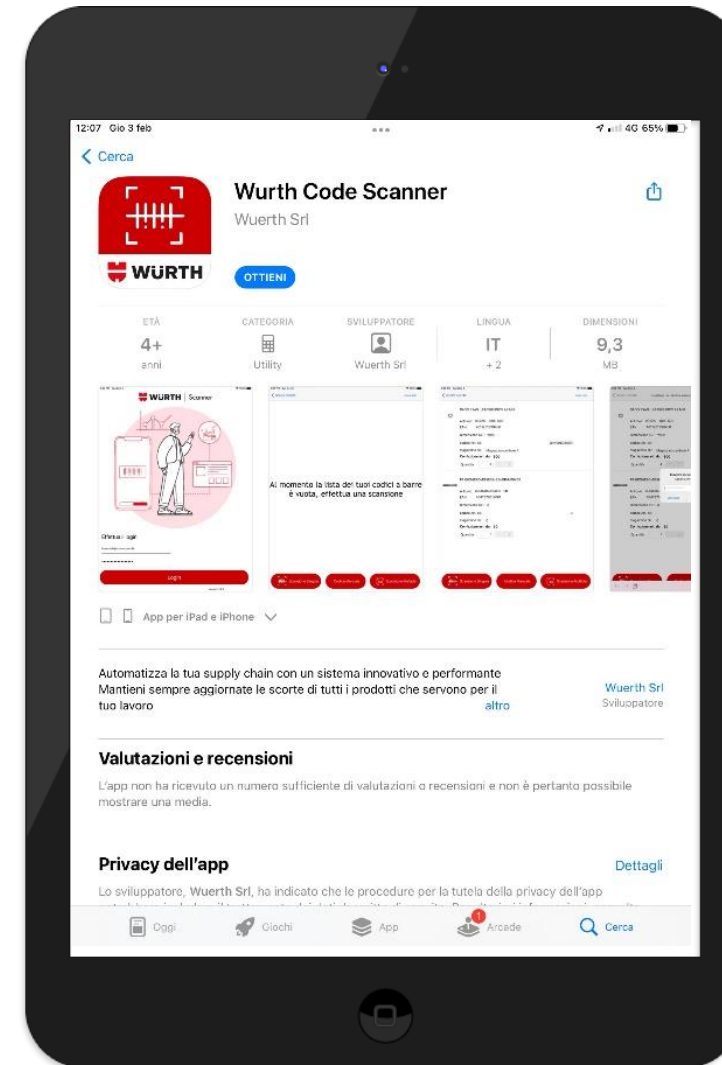 12:07 Gio 3 feb
4G 65%
Cerca
Wurth Code Scanner
Wuerth Srl
WÜRTH
OTTIENI
ETÀ
4+
anni
CATEGORIA
Utility
SVILUPPATORE
Wuerth Srl
LINGUA
IT
+ 2
DIMENSIONI
9,3
MB
WÜRTH Scanner
Effettua il login
Login
Al momento la lista dei tuoi codici a barre
è vuota, effettua una scansione
App per iPad e iPhone
Automatizza la tua supply chain con un sistema innovativo e performante
Mantieni sempre aggiornate le scorte di tutti i prodotti che servono per il
tuo lavoro
altro
Wuerth Srl
Sviluppatore
Valutazioni e recensioni
L'app non ha ricevuto un numero sufficiente di valutazioni o recensioni e non è pertanto possibile
mostrare una media.
Privacy dell'app
Dettagli
Lo sviluppatore, Wuerth Srl, ha indicato che le procedure per la tutela della privacy dell'app
Oggi
Giochi
App
1
Arcade
Cerca